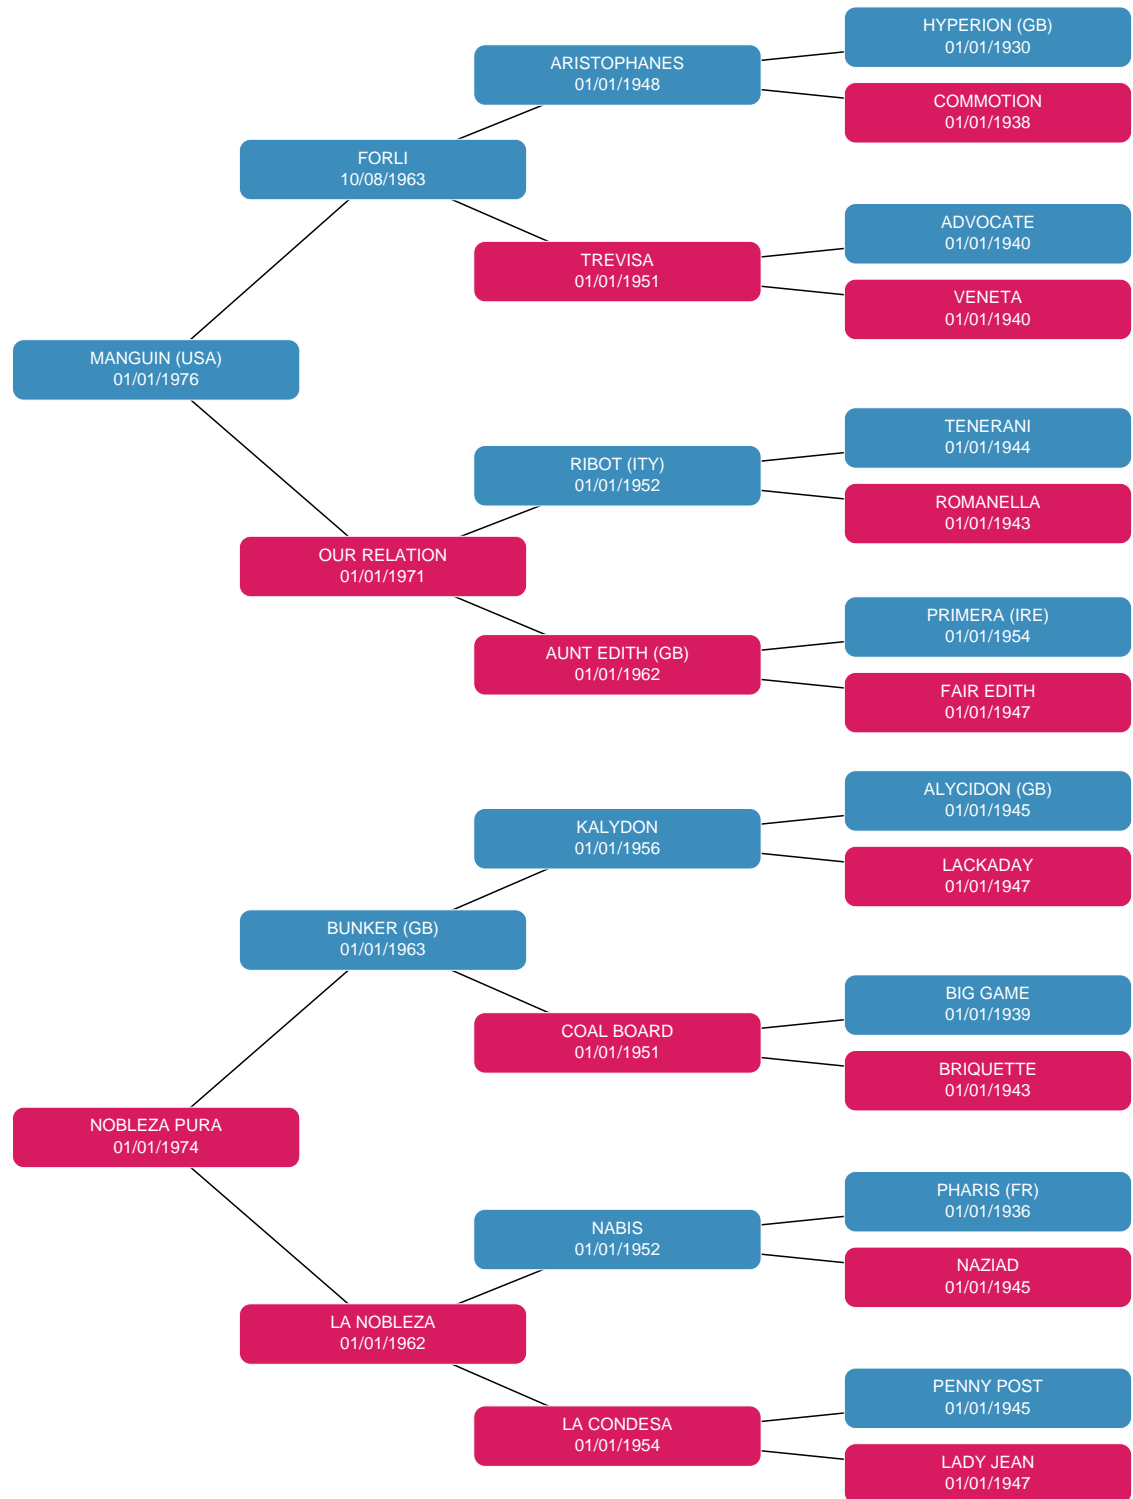 HYPERION (GB)
01/01/1930
ARISTOPHANES
01/01/1948
COMMOTION
01/01/1938
FORLI
10/08/1963
ADVOCATE
01/01/1940
TREVISA
01/01/1951
VENETA
01/01/1940
MANGUIN (USA)
01/01/1976
TENERANI
01/01/1944
RIBOT (ITY)
01/01/1952
ROMANELLA
01/01/1943
OUR RELATION
01/01/1971
PRIMERA (IRE)
01/01/1954
AUNT EDITH (GB)
01/01/1962
FAIR EDITH
01/01/1947
ALYCIDON (GB)
01/01/1945
KALYDON
01/01/1956
LACKADAY
01/01/1947
BUNKER (GB)
01/01/1963
BIG GAME
01/01/1939
COAL BOARD
01/01/1951
BRIQUETTE
01/01/1943
NOBLEZA PURA
01/01/1974
PHARIS (FR)
01/01/1936
NABIS
01/01/1952
NAZIAD
01/01/1945
LA NOBLEZA
01/01/1962
PENNY POST
01/01/1945
LA CONDESA
01/01/1954
LADY JEAN
01/01/1947